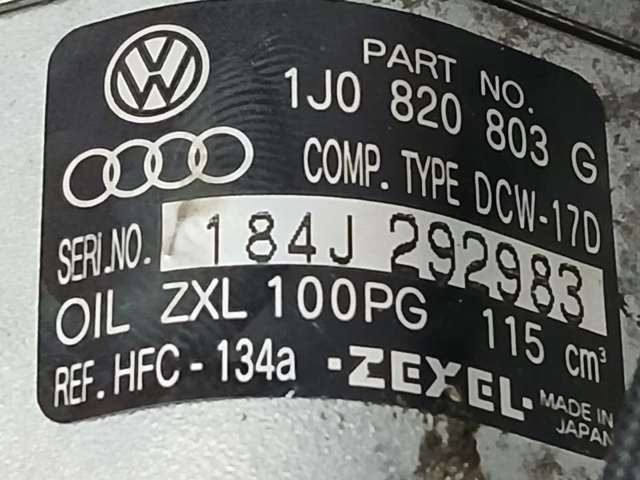 PART NO.
1J0 820 803 G
COMP. TYPE DCW-17D
SERI.NO. 184J 292983
OIL ZXL 100PG 115 cm³
REF. HFC - 134a ·ZEXEL· MADE IN JAPAN